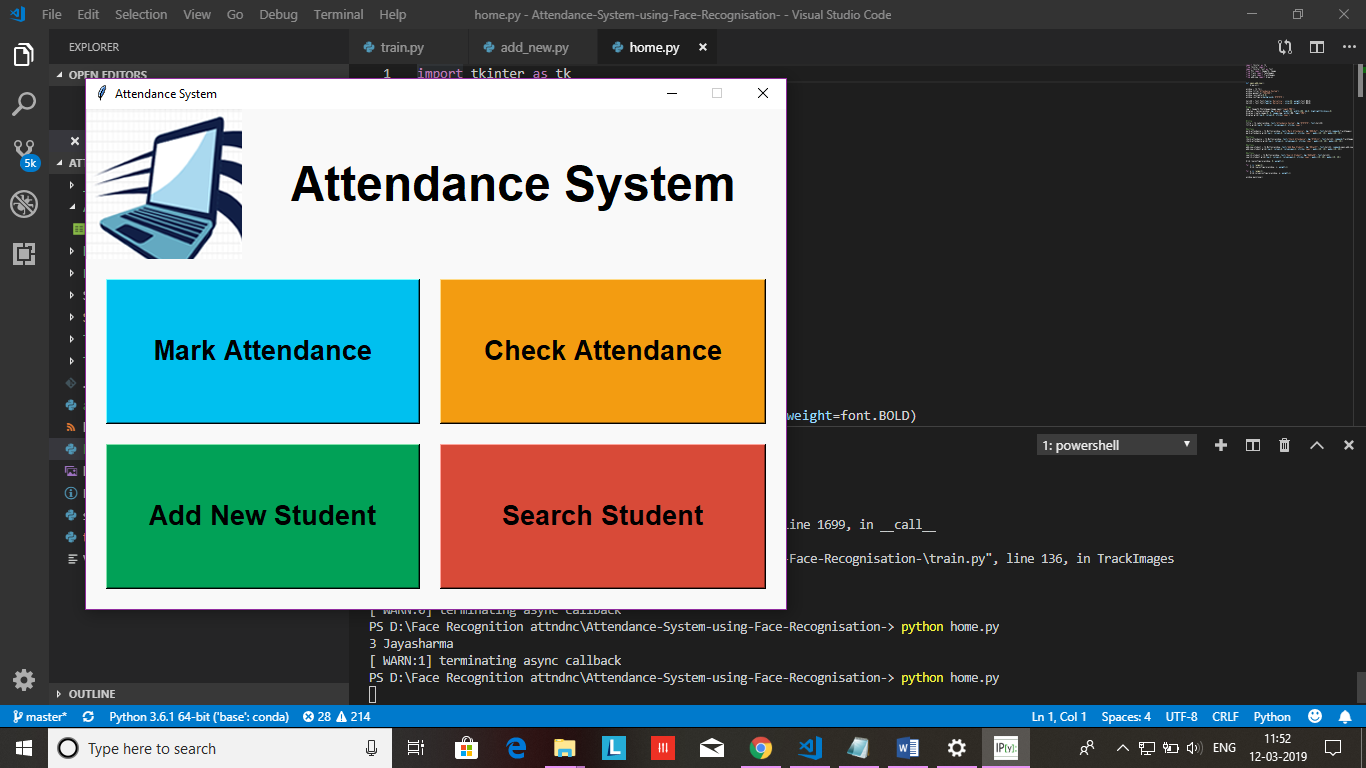 File Edit Selection View Go Debug Terminal Help
home.py - Attendance-System-using-Face-Recognisation- - Visual Studio Code
EXPLORER
train.py
add_new.py
home.py
OPEN EDITORS
1 import tkinter as tk
Attendance System
Attendance System
5k
ATT
Mark Attendance
Check Attendance
weight=font.BOLD)
1: powershell
Add New Student
Search Student
line 1699, in __call__
-Face-Recognisation-\train.py", line 136, in TrackImages
[ WARN:0] terminating async callback
PS D:\Face Recognition attndnc\Attendance-System-using-Face-Recognisation-> python home.py
3 Jayasharma
[ WARN:1] terminating async callback
PS D:\Face Recognition attndnc\Attendance-System-using-Face-Recognisation-> python home.py
OUTLINE
master*
Python 3.6.1 64-bit ('base': conda)
28
214
Ln 1, Col 1
Spaces: 4
UTF-8
CRLF
Python
Type here to search
L
IP[y]:
ENG
11:52
12-03-2019